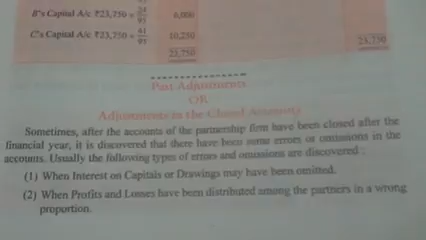 B's Capital A/c ₹23,750 × 24/95 6,000
C's Capital A/c ₹23,750 × 41/95 10,250
23,750 23,750
Past Adjustments
OR
Adjustments in the Closed Accounts
Sometimes, after the accounts of the partnership firm have been closed after the
financial year, it is discovered that there have been some errors or omissions in the
accounts. Usually the following types of errors and omissions are discovered :
(1) When Interest on Capitals or Drawings may have been omitted.
(2) When Profits and Losses have been distributed among the partners in a wrong
proportion.